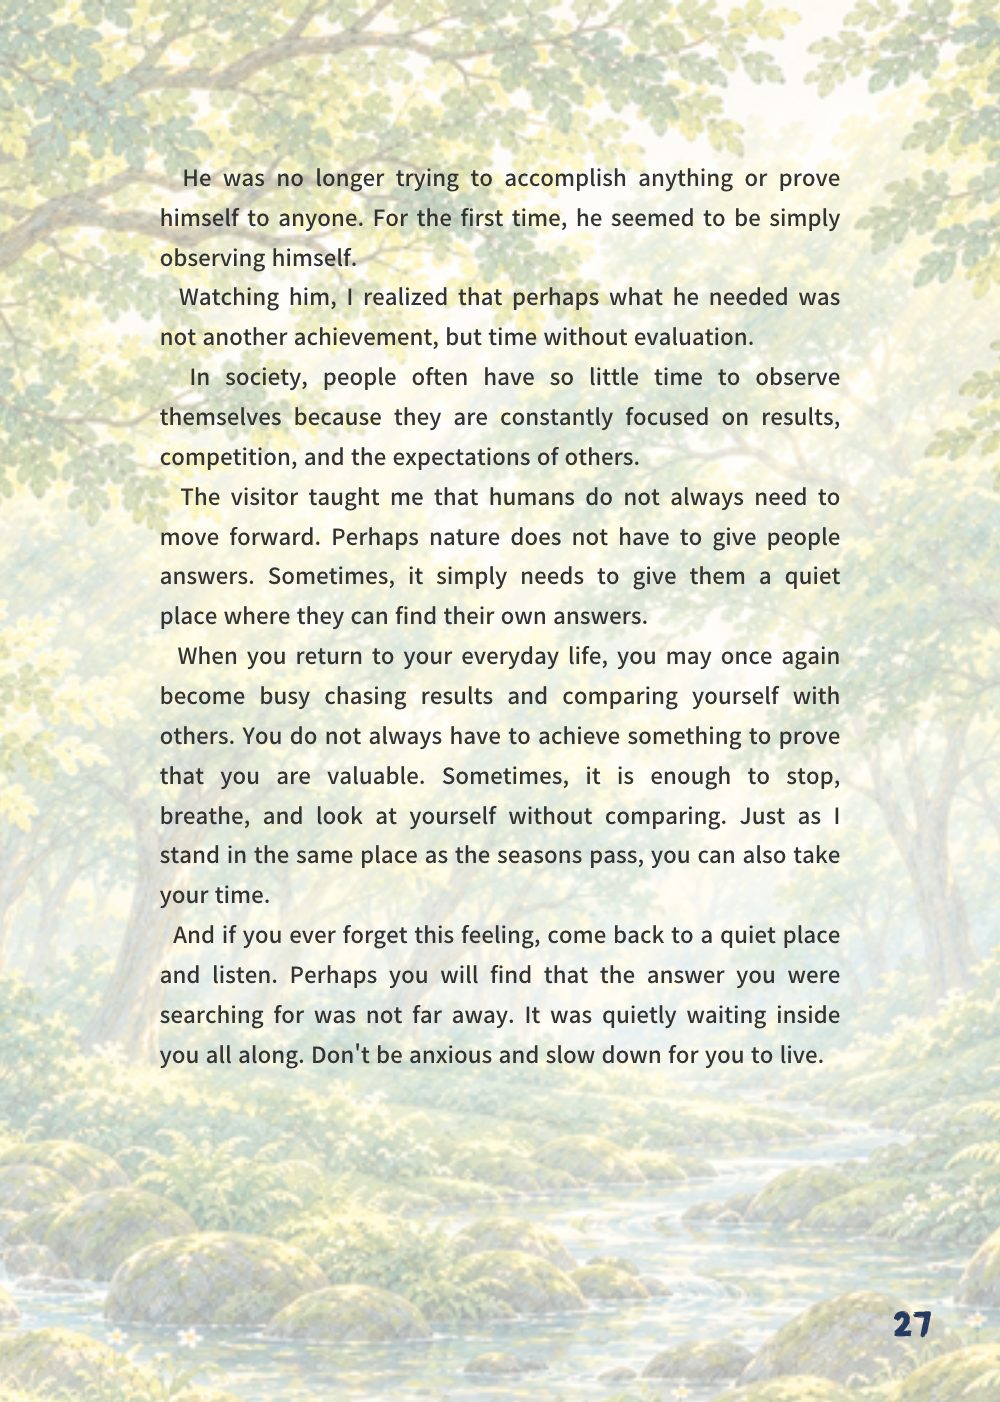 He was no longer trying to accomplish anything or prove
himself to anyone. For the first time, he seemed to be simply
observing himself.
Watching him, I realized that perhaps what he needed was
not another achievement, but time without evaluation.
In society, people often have so little time to observe
themselves because they are constantly focused on results,
competition, and the expectations of others.
The visitor taught me that humans do not always need to
move forward. Perhaps nature does not have to give people
answers. Sometimes, it simply needs to give them a quiet
place where they can find their own answers.
When you return to your everyday life, you may once again
become busy chasing results and comparing yourself with
others. You do not always have to achieve something to prove
that you are valuable. Sometimes, it is enough to stop,
breathe, and look at yourself without comparing. Just as I
stand in the same place as the seasons pass, you can also take
your time.
And if you ever forget this feeling, come back to a quiet place
and listen. Perhaps you will find that the answer you were
searching for was not far away. It was quietly waiting inside
you all along. Don't be anxious and slow down for you to live.
27